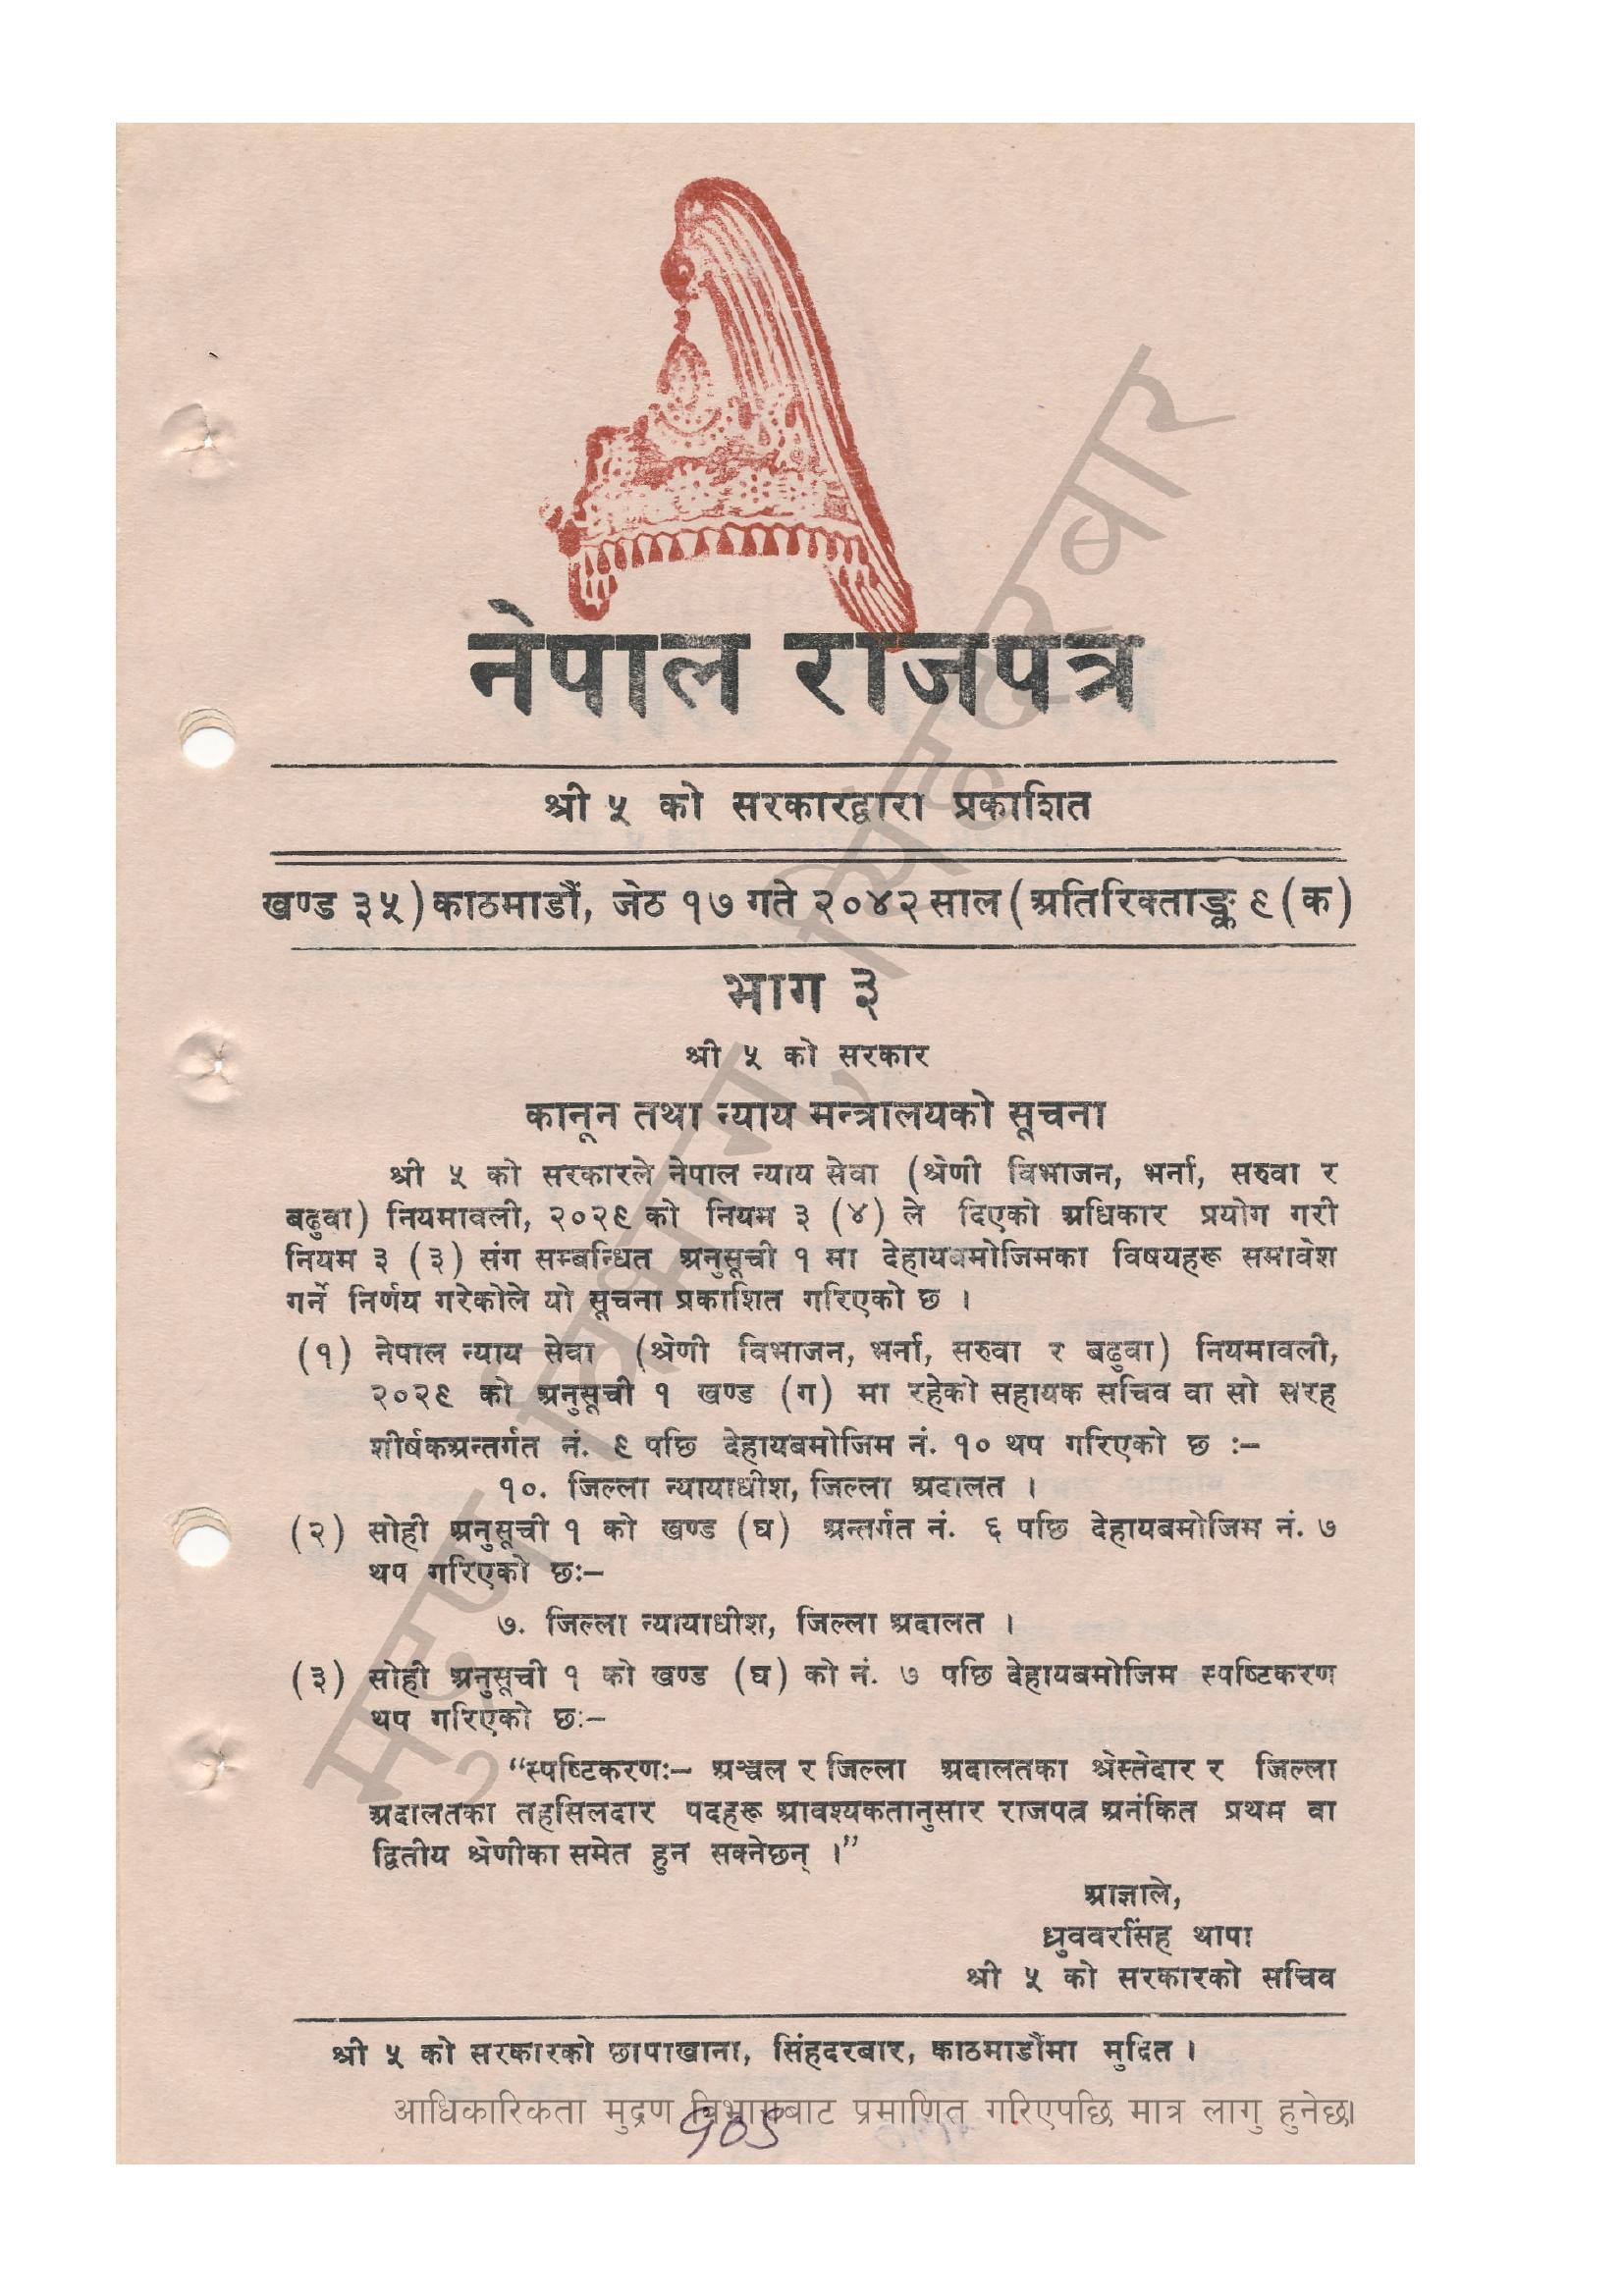 नेपाल राजपत्र
श्री ५ को सरकारद्वारा प्रकाशित
खण्ड ३५) काठमाडौं, जेठ १७ गते २०४२ साल (अतिरिक्ताङ्क ९ (क)
भाग ३
श्री ५ को सरकार
कानून तथा न्याय मन्त्रालयको सूचना
श्री ५ को सरकारले नेपाल न्याय सेवा (श्रेणी विभाजन, भर्ना, सरुवा र
बढुवा) नियमावली, २०२९ को नियम ३ (४) ले दिएको अधिकार प्रयोग गरी
नियम ३ (३) संग सम्बन्धित अनुसूची १ मा देहायबमोजिमका विषयहरू समावेश
गर्ने निर्णय गरेकोले यो सूचना प्रकाशित गरिएको छ ।
(१) नेपाल न्याय सेवा (श्रेणी विभाजन, भर्ना, सरुवा र बढुवा) नियमावली,
२०२९ को अनुसूची १ खण्ड (ग) मा रहेको सहायक सचिव वा सो सरह
शीर्षकअन्तर्गत नं. ९ पछि देहायबमोजिम नं. १० थप गरिएको छ :–
१०. जिल्ला न्यायाधीश, जिल्ला अदालत ।
(२) सोही अनुसूची १ को खण्ड (घ) अन्तर्गत नं. ६ पछि देहायबमोजिम नं. ७
थप गरिएको छः–
७. जिल्ला न्यायाधीश, जिल्ला अदालत ।
(३) सोही अनुसूची १ को खण्ड (घ) को नं. ७ पछि देहायबमोजिम स्पष्टिकरण
थप गरिएको छः–
“स्पष्टिकरणः– अञ्चल र जिल्ला अदालतका श्रेस्तेदार र जिल्ला
अदालतका तहसिलदार पदहरू आवश्यकतानुसार राजपत्र अनंकित प्रथम वा
द्वितीय श्रेणीका समेत हुन सक्नेछन् ।”
आज्ञाले,
ध्रुववरसिंह थापा
श्री ५ को सरकारको सचिव
श्री ५ को सरकारको छापाखाना, सिंहदरबार, काठमाडौंमा मुद्रित ।
आधिकारिकता मुद्रण विभागबाट प्रमाणित गरिएपछि मात्र लागु हुनेछ।
मुद्रण विभाग, सिंहदरबार